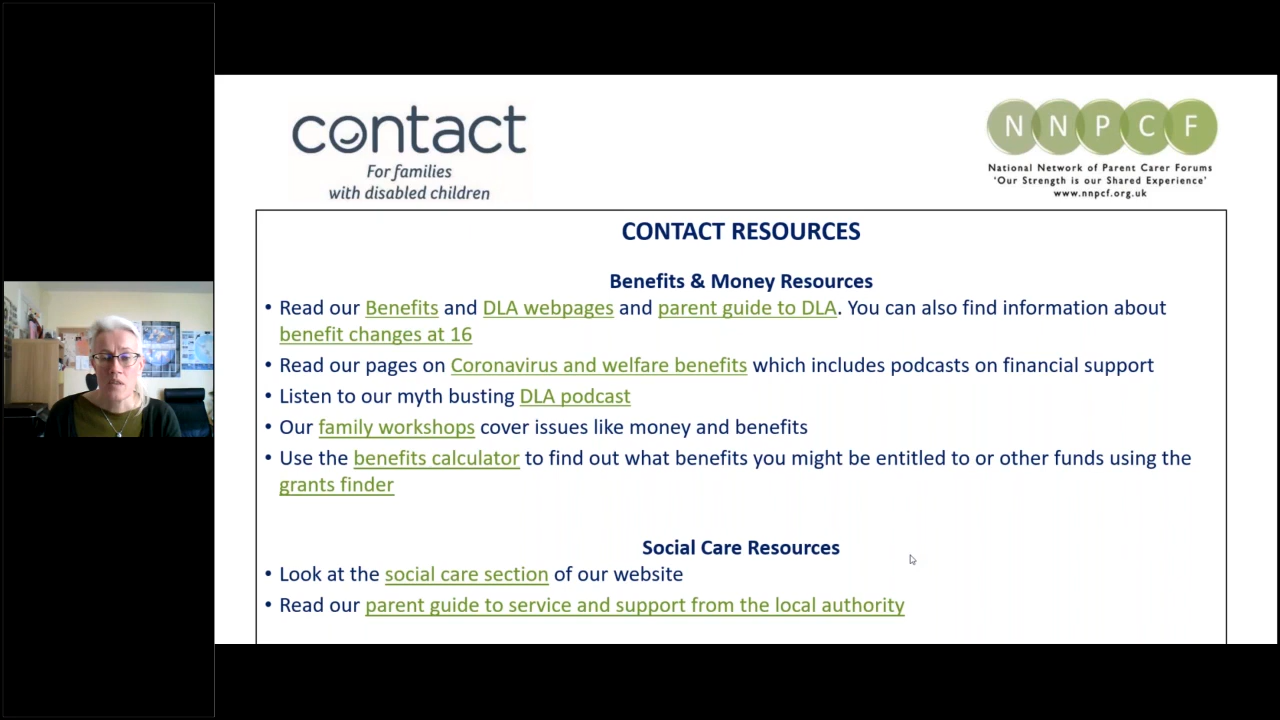 contact
For families
with disabled children
N N P C F
National Network of Parent Carer Forums
'Our Strength is our Shared Experience'
www.nnpcf.org.uk
CONTACT RESOURCES
Benefits & Money Resources
• Read our Benefits and DLA webpages and parent guide to DLA. You can also find information about
benefit changes at 16
• Read our pages on Coronavirus and welfare benefits which includes podcasts on financial support
• Listen to our myth busting DLA podcast
• Our family workshops cover issues like money and benefits
• Use the benefits calculator to find out what benefits you might be entitled to or other funds using the
grants finder
Social Care Resources
• Look at the social care section of our website
• Read our parent guide to service and support from the local authority